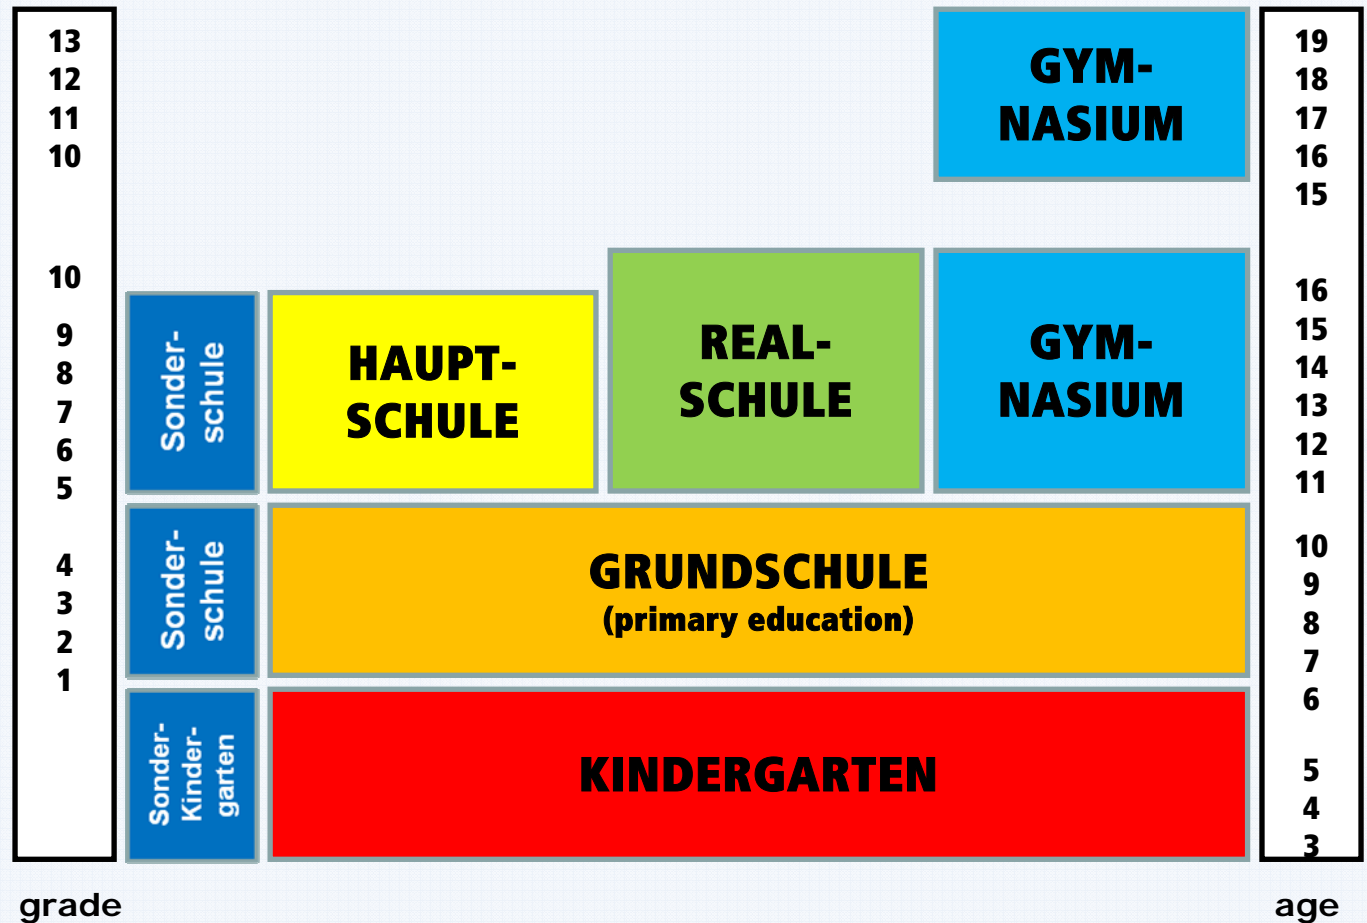 13
12
11
10
10
9
8
7
6
5
4
3
2
1
grade
Sonder-
schule
Sonder-
schule
Sonder-
Kinder-
garten
GYM-
NASIUM
HAUPT-
SCHULE
REAL-
SCHULE
GYM-
NASIUM
GRUNDSCHULE
(primary education)
KINDERGARTEN
19
18
17
16
15
16
15
14
13
12
11
10
9
8
7
6
5
4
3
age